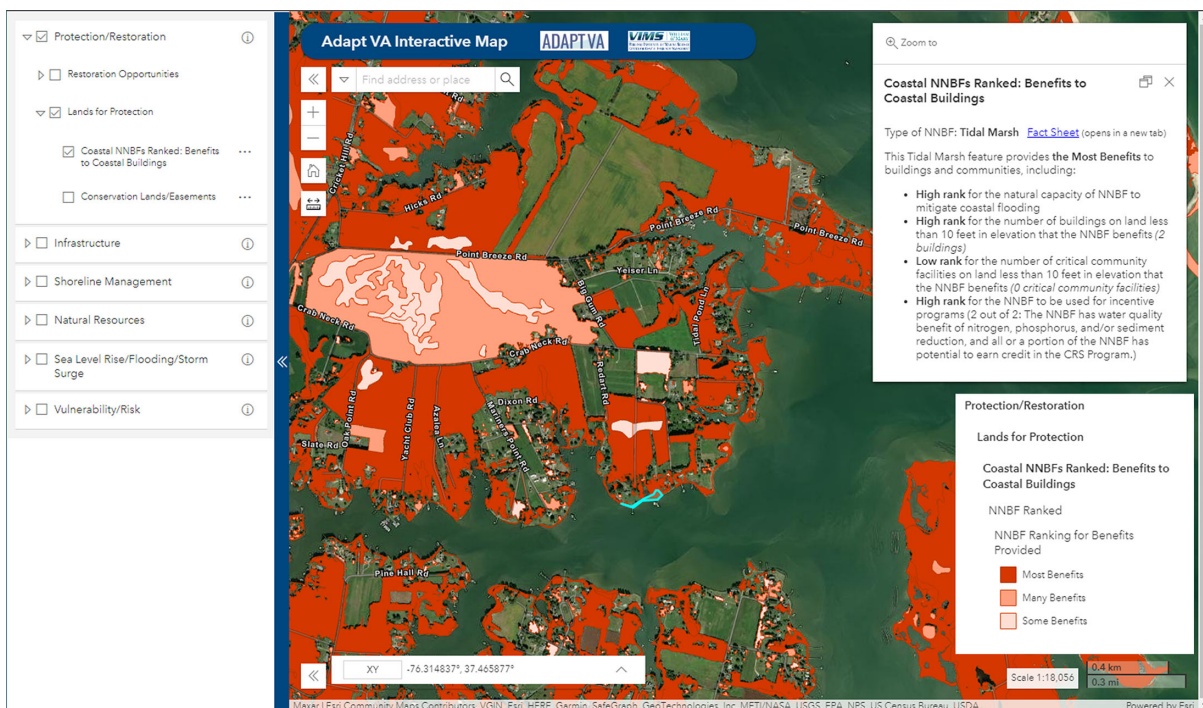 Protection/Restoration
Restoration Opportunities
Lands for Protection
Coastal NNBFs Ranked: Benefits
to Coastal Buildings
Conservation Lands/Easements
Infrastructure
Shoreline Management
Natural Resources
Sea Level Rise/Flooding/Storm
Surge
Vulnerability/Risk
Adapt VA Interactive Map
ADAPTVA
VIMS
Find address or place
Cricket Hill Rd
Hicks Rd
Point Breeze Rd
Point Breeze Rd
Point Breeze Rd
Yeiser Ln
Big Gum Rd
Tidal Pond Ln
Crab Neck Rd
Crab Neck Rd
Redart Rd
Dixon Rd
Mariners Point Rd
Oak Point Rd
Yacht Club Rd
Azalea Ln
Slate Rd
Pine Hall Rd
XY
-76.314837°, 37.465877°
Zoom to
Coastal NNBFs Ranked: Benefits to
Coastal Buildings
Type of NNBF: Tidal Marsh Fact Sheet (opens in a new tab)
This Tidal Marsh feature provides the Most Benefits to
buildings and communities, including:
• High rank for the natural capacity of NNBF to
mitigate coastal flooding
• High rank for the number of buildings on land less
than 10 feet in elevation that the NNBF benefits (2
buildings)
• Low rank for the number of critical community
facilities on land less than 10 feet in elevation that
the NNBF benefits (0 critical community facilities)
• High rank for the NNBF to be used for incentive
programs (2 out of 2: The NNBF has water quality
benefit of nitrogen, phosphorus, and/or sediment
reduction, and all or a portion of the NNBF has
potential to earn credit in the CRS Program.)
Protection/Restoration
Lands for Protection
Coastal NNBFs Ranked: Benefits to
Coastal Buildings
NNBF Ranked
NNBF Ranking for Benefits
Provided
Most Benefits
Many Benefits
Some Benefits
Scale 1:18,056
0.4 km
0.3 mi
Maxar | Esri Community Maps Contributors, VGIN, Esri, HERE, Garmin, SafeGraph, GeoTechnologies, Inc, METI/NASA, USGS, EPA, NPS, US Census Bureau, USDA
Powered by Esri